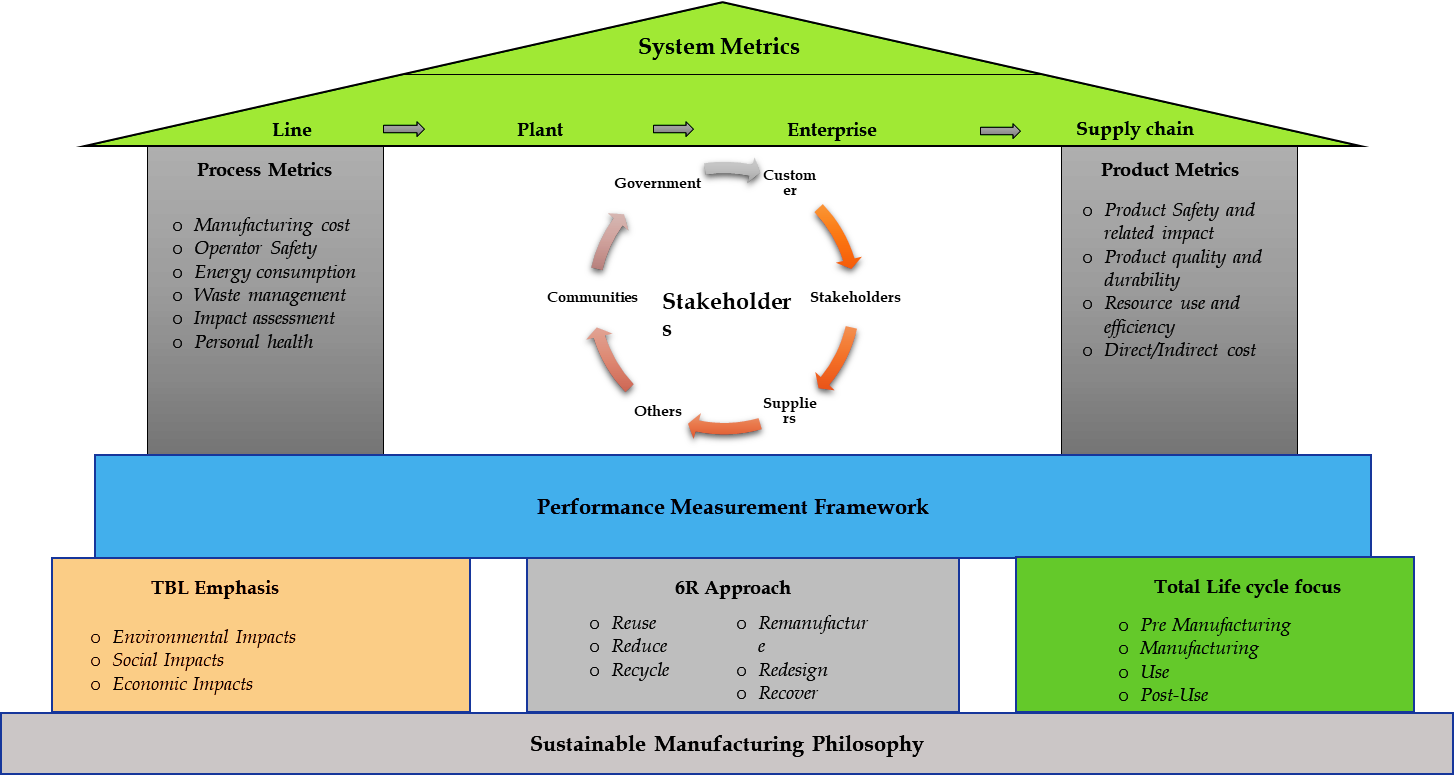 System Metrics
Line
Plant
Enterprise
Supply chain
Process Metrics
o Manufacturing cost
o Operator Safety
o Energy consumption
o Waste management
o Impact assessment
o Personal health
Government
Custom
er
Stakeholders
Supplie
rs
Others
Communities
Stakeholder
s
Product Metrics
o Product Safety and
related impact
o Product quality and
durability
o Resource use and
efficiency
o Direct/Indirect cost
Performance Measurement Framework
TBL Emphasis
o Environmental Impacts
o Social Impacts
o Economic Impacts
6R Approach
o Reuse
o Reduce
o Recycle
o Remanufactur
e
o Redesign
o Recover
Total Life cycle focus
o Pre Manufacturing
o Manufacturing
o Use
o Post-Use
Sustainable Manufacturing Philosophy